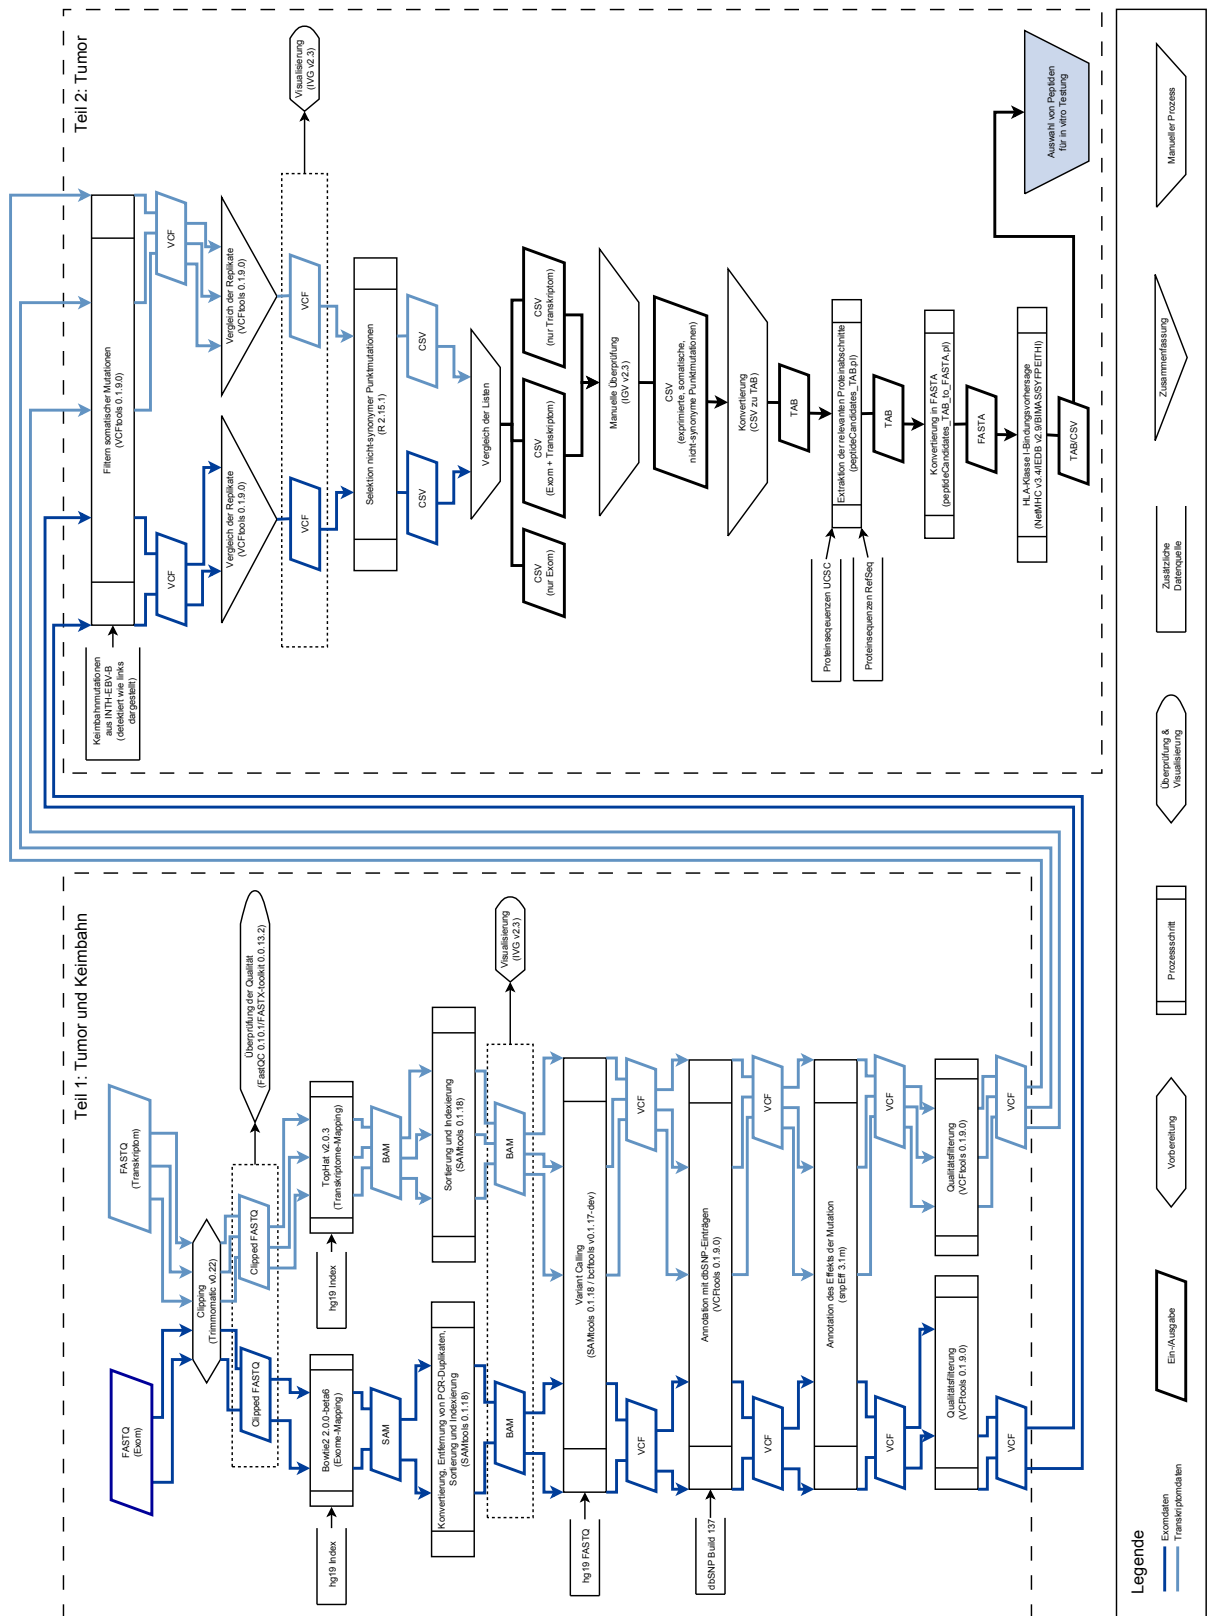 Teil 1: Tumor und Keimbahn
FASTQ
(Exom)
FASTQ
(Transkriptom)
Clipping
(Trimmomatic v0.22)
Clipped FASTQ
Clipped FASTQ
Überprüfung der Qualität
(FastQC 0.10.1/FASTX-toolkit 0.0.13.2)
hg19 Index
Bowtie2 2.0.0-beta6
(Exome-Mapping)
hg19 Index
TopHat v2.0.3
(Transkriptome-Mapping)
SAM
BAM
Konvertierung, Entfernung von PCR-Duplikaten,
Sortierung und Indexierung
(SAMtools 0.1.18)
Sortierung und Indexierung
(SAMtools 0.1.18)
BAM
BAM
Visualisierung
(IVG v2.3)
hg19 FASTQ
Variant Calling
(SAMtools 0.1.18 / bcftools v0.1.17-dev)
VCF
VCF
dbSNP Build 137
Annotation mit dbSNP-Einträgen
(VCFtools 0.1.9.0)
VCF
VCF
Annotation des Effekts der Mutation
(snpEff 3.1m)
VCF
VCF
Qualitätsfilterung
(VCFtools 0.1.9.0)
Qualitätsfilterung
(VCFtools 0.1.9.0)
VCF
VCF
Teil 2: Tumor
Keimbahnmutationen
aus INTH-EBV-B
(detektiert wie links
dargestellt)
Filtern somatischer Mutationen
(VCFtools 0.1.9.0)
VCF
VCF
Vergleich der Replikate
(VCFtools 0.1.9.0)
Vergleich der Replikate
(VCFtools 0.1.9.0)
VCF
VCF
Visualisierung
(IVG v2.3)
Selektion nicht-synonymer Punktmutationen
(R 2.15.1)
CSV
CSV
Vergleich der Listen
CSV
(nur Exom)
CSV
(Exom + Transkriptom)
CSV
(nur Transkriptom)
Manuelle Überprüfung
(IGV v2.3)
CSV
(exprimierte, somatische,
nicht-synonyme Punktmutationen)
Konvertierung
(CSV zu TAB)
TAB
Proteinseqeuenzen UCSC
Proteinsequenzen RefSeq
Extraktion der relevanten Proteinabschnitte
(peptideCandidates_TAB.pl)
TAB
Konvertierung in FASTA
(peptideCandidates_TAB_to_FASTA.pl)
FASTA
HLA-Klasse I-Bindungsvorhersage
(NetMHC v3.4/IEDB v2.9/BIMAS/SYFPEITHI)
TAB/CSV
Auswahl von Peptiden
für in vitro Testung
Legende
Exomdaten
Transkriptomdaten
Ein-/Ausgabe
Vorbereitung
Prozessschritt
Überprüfung &
Visualisierung
Zusätzliche
Datenquelle
Zusammenfassung
Manueller Prozess